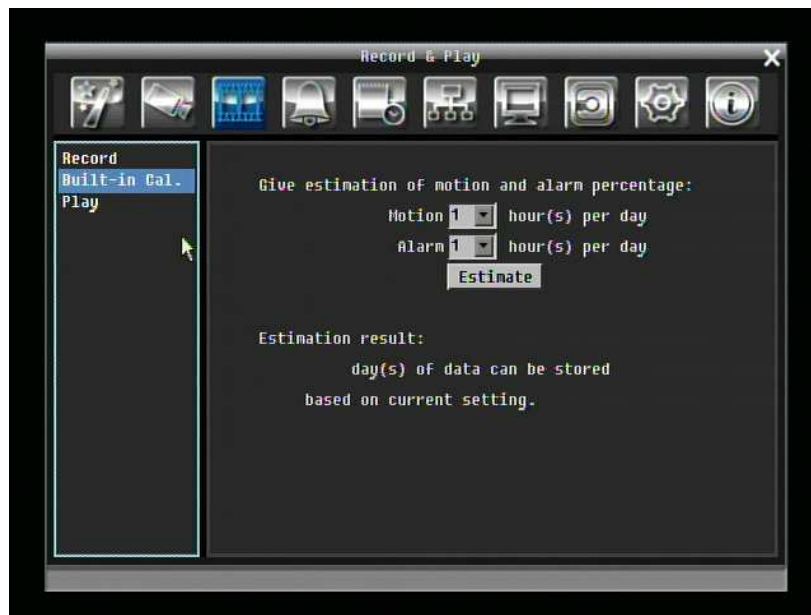 Record & Play
Record
Built-in Cal.
Play
Give estimation of motion and alarm percentage:
Motion 1 hour(s) per day
Alarm 1 hour(s) per day
Estimate
Estimation result:
day(s) of data can be stored
based on current setting.